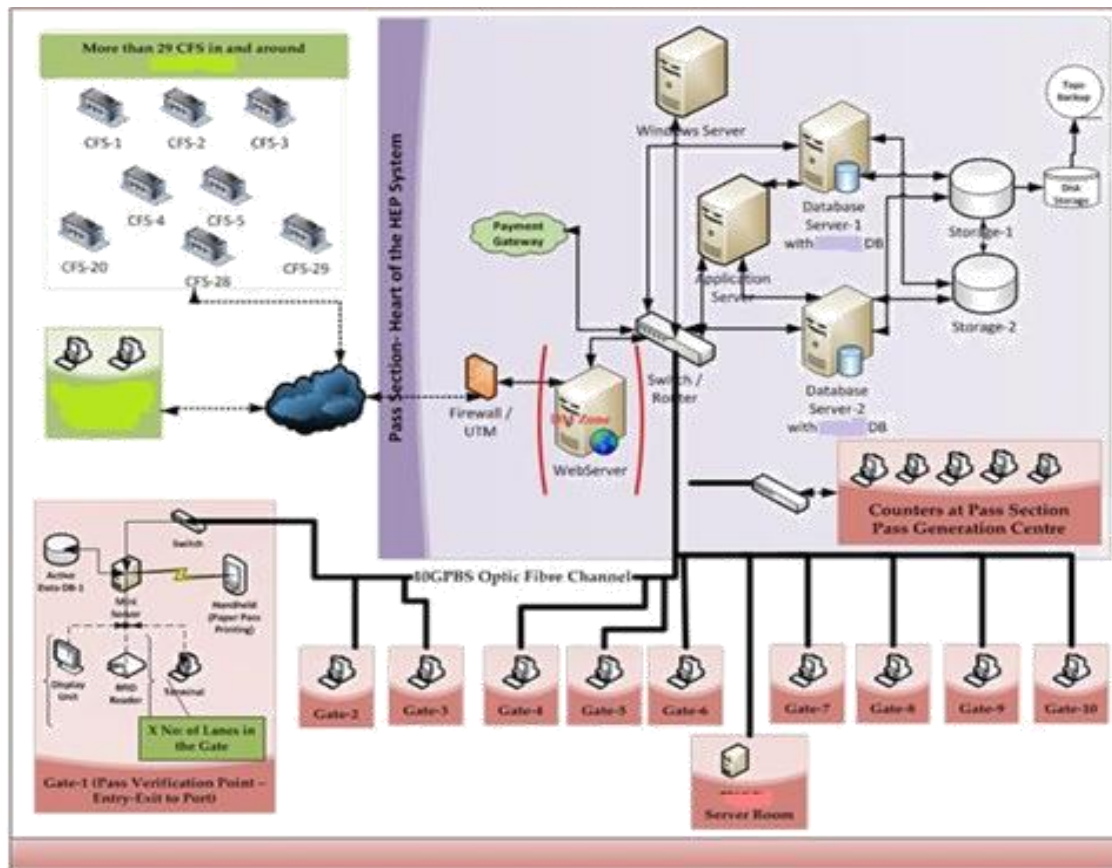 More than 29 CFS in and around
CFS-1
CFS-2
CFS-3
CFS-4
CFS-5
CFS-20
CFS-28
CFS-29
Pass Section- Heart of the HEP System
Windows Server
Payment
Gateway
Application
Server
Database
Server-1
with DB
Database
Server-2
with DB
Storage-1
Storage-2
Storage
Backup
Switch /
Router
Firewall /
UTM
Zone
WebServer
Counters at Pass Section
Pass Generation Centre
Switch
Active
Data DB-1
Mini
Server
Handheld
(Paper Pass
Printing)
Display
Unit
RFID
Reader
Terminal
X No: of Lanes in
the Gate
Gate-1 (Pass Verification Point –
Entry-Exit to Port)
10GPBS Optic Fibre Channel
Gate-2
Gate-3
Gate-4
Gate-5
Gate-6
Gate-7
Gate-8
Gate-9
Gate-10
Server Room